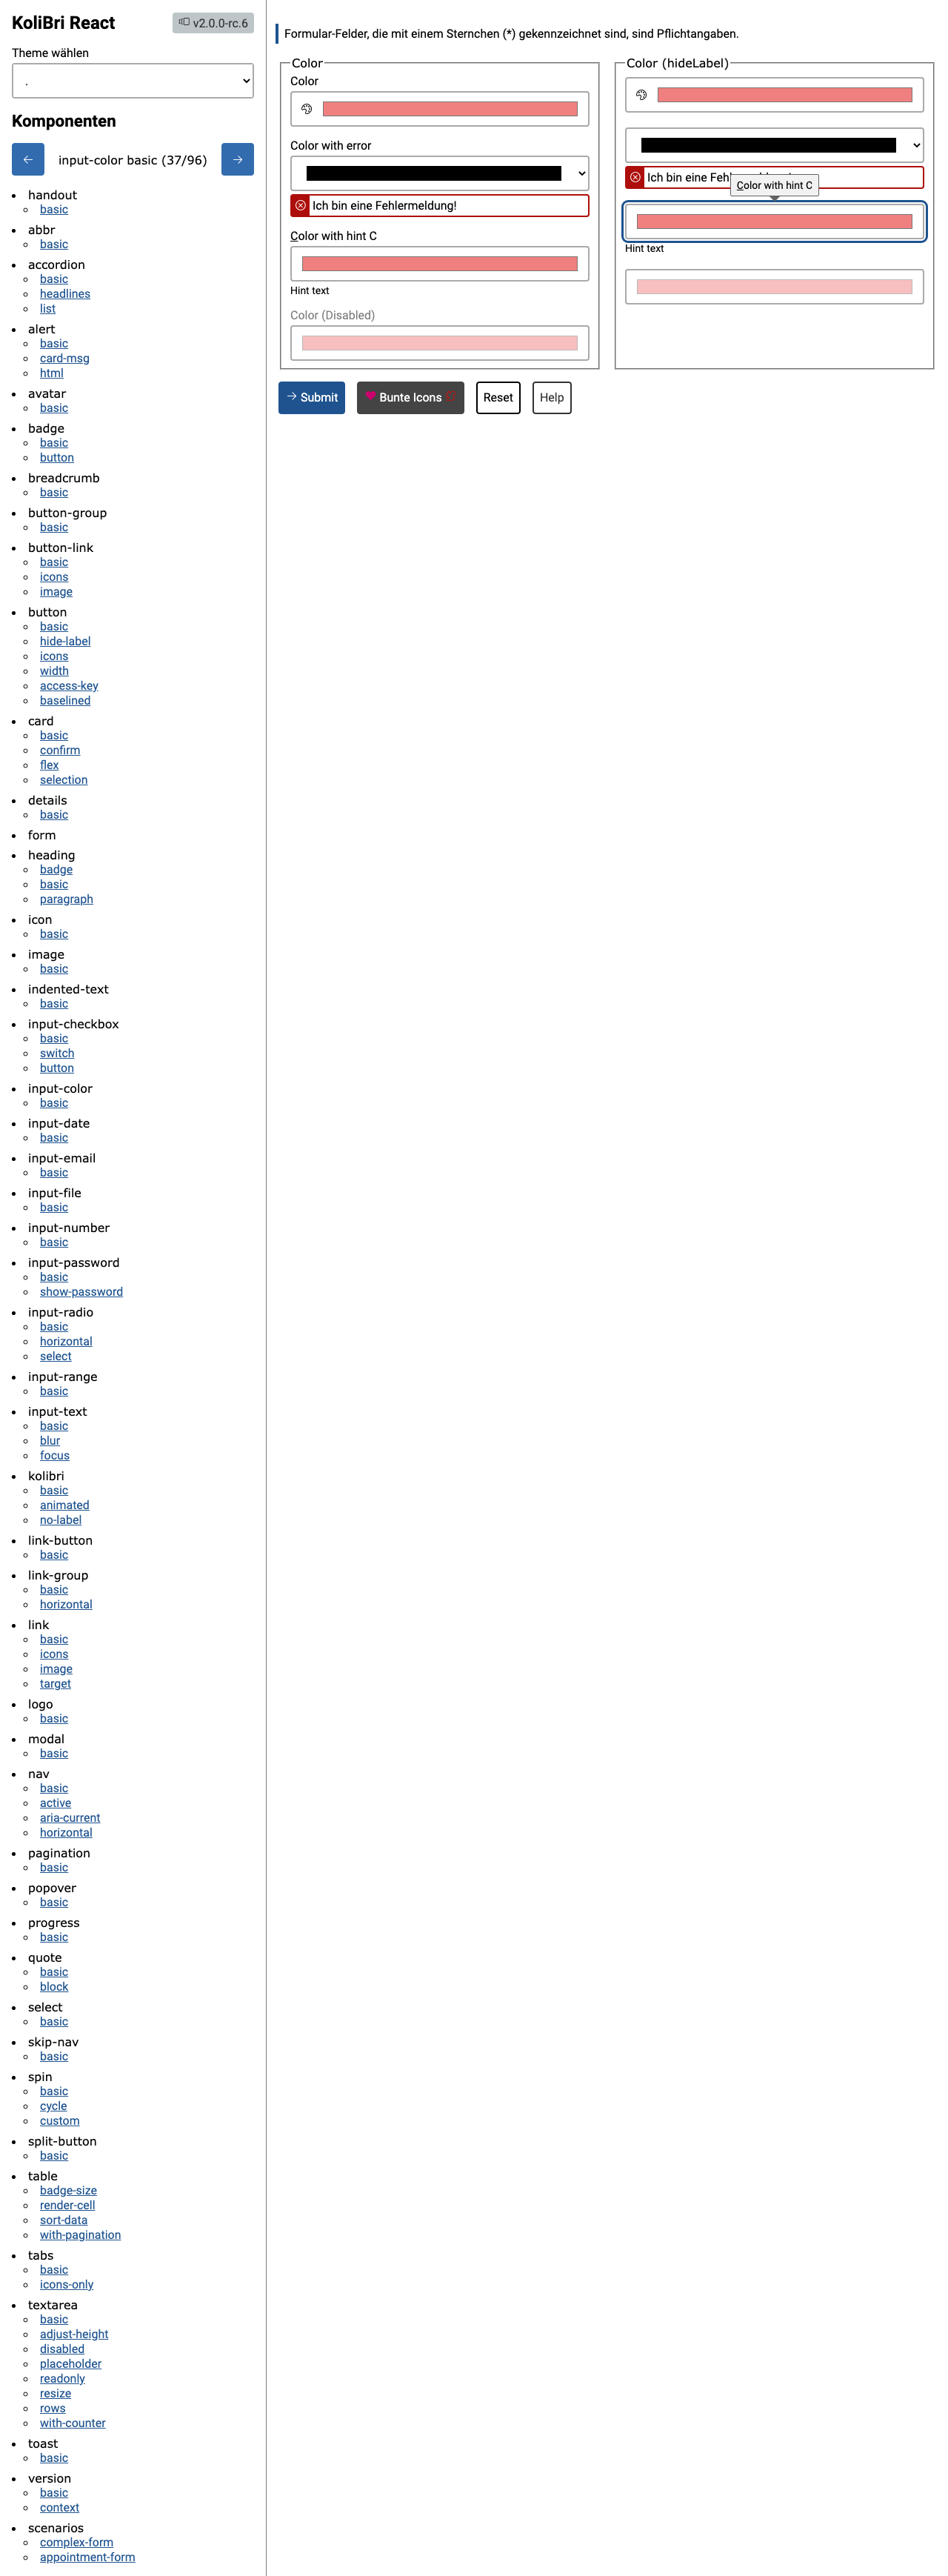 KoliBri React
v2.0.0-rc.6
Theme wählen
.
Komponenten
input-color basic (37/96)
handout
basic
abbr
basic
accordion
basic
headlines
list
alert
basic
card-msg
html
avatar
basic
badge
basic
button
breadcrumb
basic
button-group
basic
button-link
basic
icons
image
button
basic
hide-label
icons
width
access-key
baselined
card
basic
confirm
flex
selection
details
basic
form
heading
badge
basic
paragraph
icon
basic
image
basic
indented-text
basic
input-checkbox
basic
switch
button
input-color
basic
input-date
basic
input-email
basic
input-file
basic
input-number
basic
input-password
basic
show-password
input-radio
basic
horizontal
select
input-range
basic
input-text
basic
blur
focus
kolibri
basic
animated
no-label
link-button
basic
link-group
basic
horizontal
link
basic
icons
image
target
logo
basic
modal
basic
nav
basic
active
aria-current
horizontal
pagination
basic
popover
basic
progress
basic
quote
basic
block
select
basic
skip-nav
basic
spin
basic
cycle
custom
split-button
basic
table
badge-size
render-cell
sort-data
with-pagination
tabs
basic
icons-only
textarea
basic
adjust-height
disabled
placeholder
readonly
resize
rows
with-counter
toast
basic
version
basic
context
scenarios
complex-form
appointment-form
Formular-Felder, die mit einem Sternchen (*) gekennzeichnet sind, sind Pflichtangaben.
Color
Color
Color with error
Ich bin eine Fehlermeldung!
Color with hint C
Hint text
Color (Disabled)
Color (hideLabel)
Ich bin eine
Color with hint C
Hint text
Submit
Bunte Icons
Reset
Help